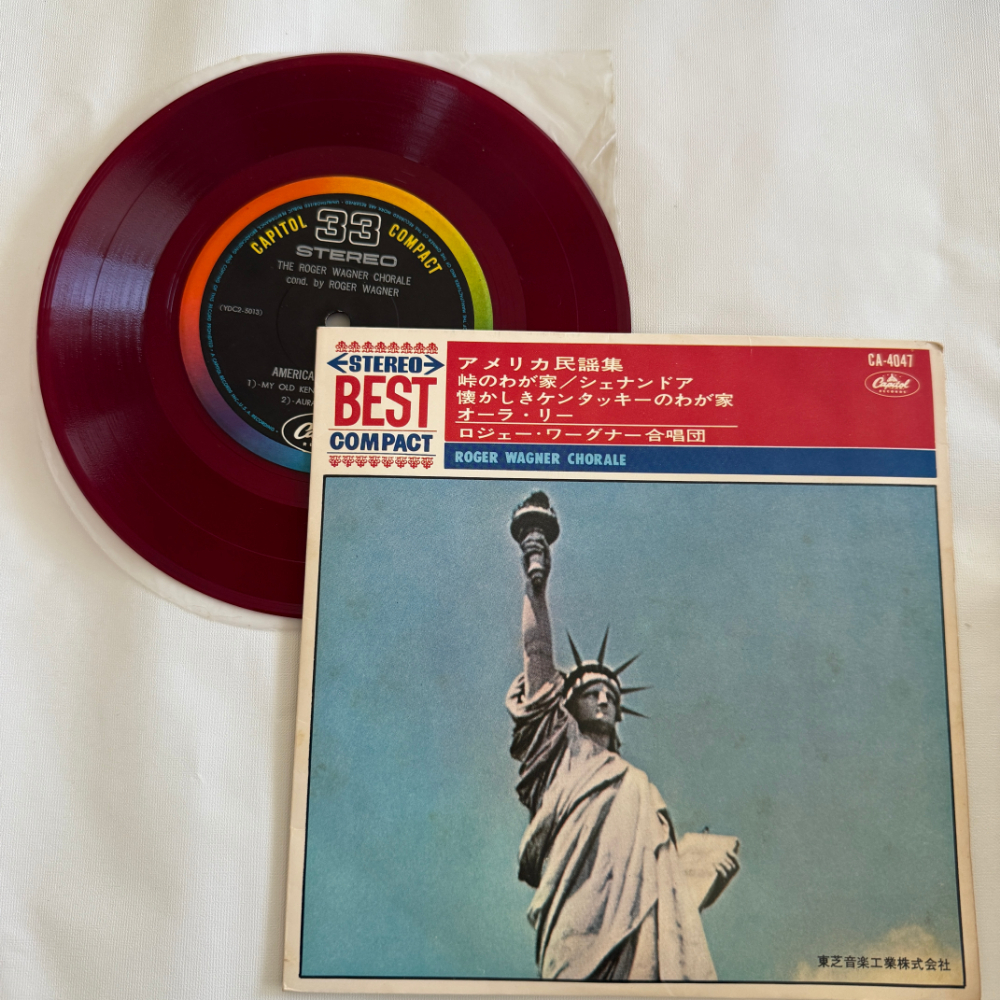 CAPITOL 33 COMPACT
STEREO
THE ROGER WAGNER CHORALE
cond. by ROGER WAGNER
(YDC2-5013)
AMERICA
1)-MY OLD KEN
2)-AURA
STEREO
BEST
COMPACT
アメリカ民謡集
峠のわが家/シェナンドア
懐かしきケンタッキーのわが家
オーラ・リー
ロジェー・ワーグナー合唱団
ROGER WAGNER CHORALE
CA-4047
Capitol
RECORDS
東芝音楽工業株式会社